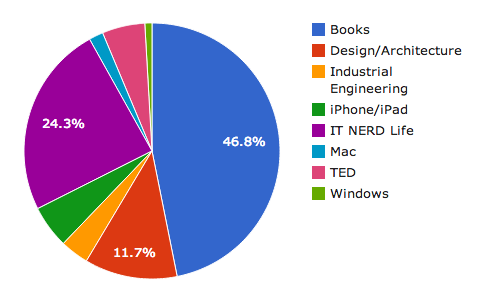 Books
Design/Architecture
Industrial
Engineering
iPhone/iPad
IT NERD Life
Mac
TED
Windows
24.3%
46.8%
11.7%